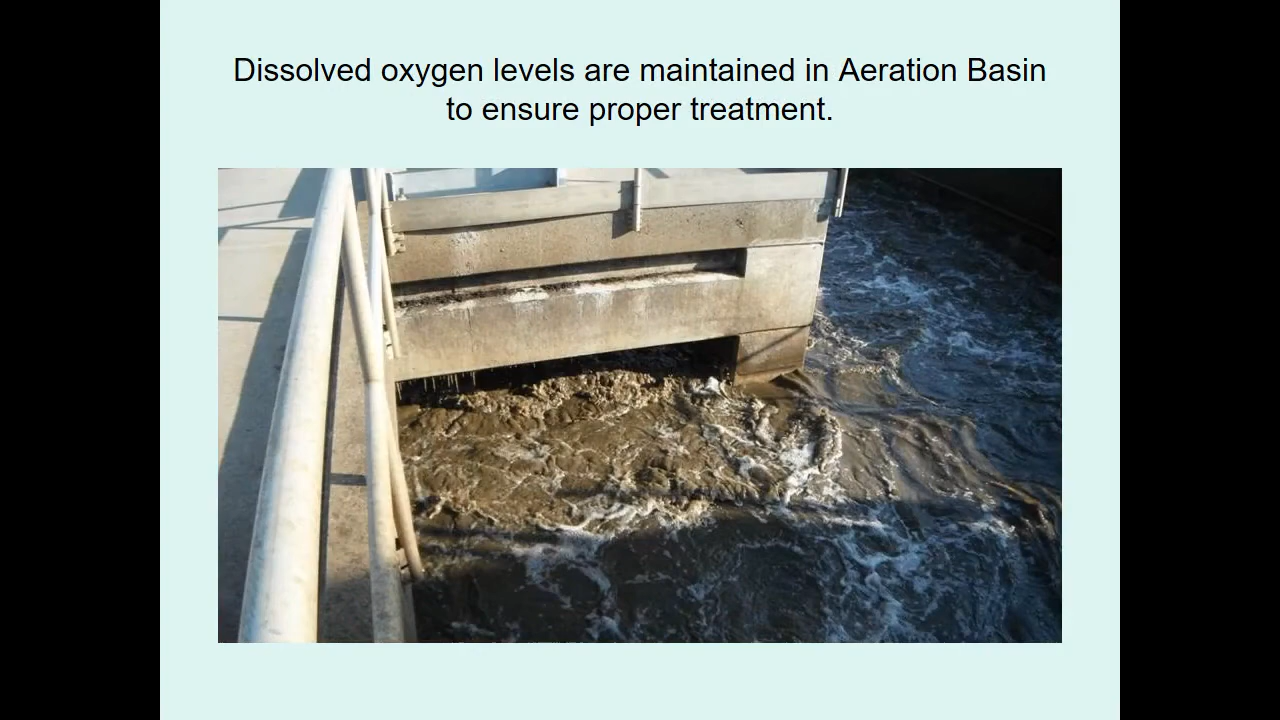 Dissolved oxygen levels are maintained in Aeration Basin
to ensure proper treatment.